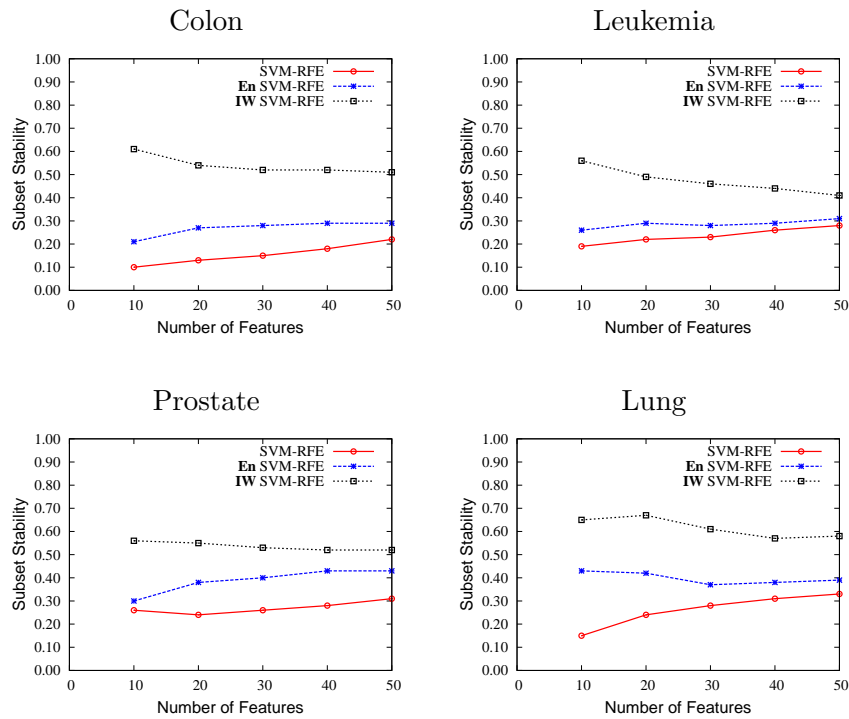 Colon
1.00
0.90
0.80
0.70
0.60
0.50
0.40
0.30
0.20
0.10
0.00
0 10 20 30 40 50
Subset Stability
Number of Features
SVM-RFE
En SVM-RFE
IW SVM-RFE
Leukemia
1.00
0.90
0.80
0.70
0.60
0.50
0.40
0.30
0.20
0.10
0.00
0 10 20 30 40 50
Subset Stability
Number of Features
SVM-RFE
En SVM-RFE
IW SVM-RFE
Prostate
1.00
0.90
0.80
0.70
0.60
0.50
0.40
0.30
0.20
0.10
0.00
0 10 20 30 40 50
Subset Stability
Number of Features
SVM-RFE
En SVM-RFE
IW SVM-RFE
Lung
1.00
0.90
0.80
0.70
0.60
0.50
0.40
0.30
0.20
0.10
0.00
0 10 20 30 40 50
Subset Stability
Number of Features
SVM-RFE
En SVM-RFE
IW SVM-RFE